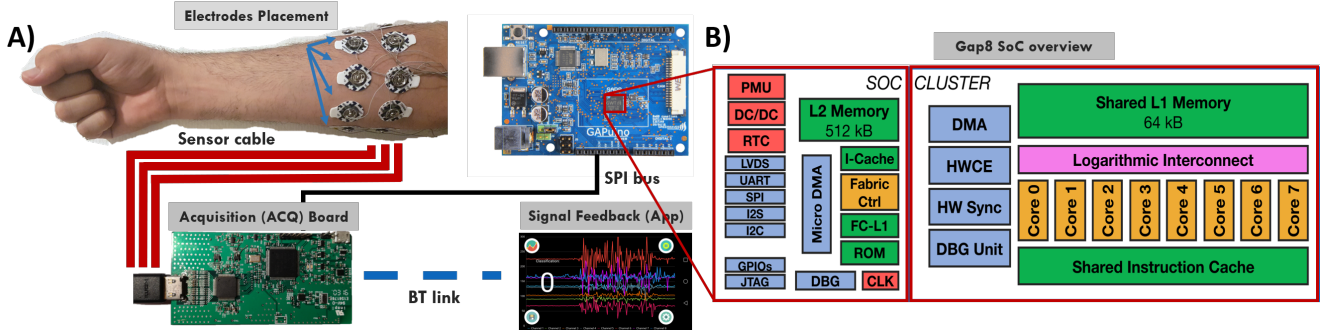 A)
Electrodes Placement
Sensor cable
Acquisition (ACQ) Board
BT link
GAPuino
SPI bus
Signal Feedback (App)
Classification
0
B)
Gap8 SoC overview
SOC
PMU
DC/DC
RTC
LVDS
UART
SPI
I2S
I2C
GPIOs
JTAG
L2 Memory
512 kB
Micro DMA
I-Cache
Fabric
Ctrl
FC-L1
ROM
DBG
CLK
CLUSTER
DMA
HWCE
HW Sync
DBG Unit
Shared L1 Memory
64 kB
Logarithmic Interconnect
Core 0
Core 1
Core 2
Core 3
Core 4
Core 5
Core 6
Core 7
Shared Instruction Cache